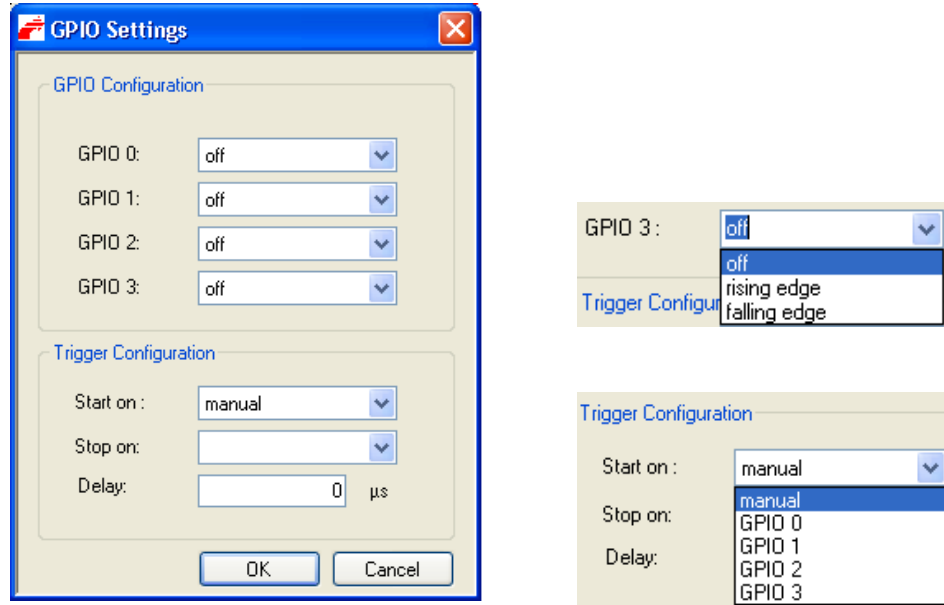 GPIO Settings
GPIO Configuration
GPIO 0: off
GPIO 1: off
GPIO 2: off
GPIO 3: off
Trigger Configuration
Start on : manual
Stop on:
Delay: 0 µs
OK Cancel
GPIO 3 : off
off
rising edge
Trigger Configur
falling edge
Trigger Configuration
Start on : manual
manual
Stop on: GPIO 0
GPIO 1
Delay: GPIO 2
GPIO 3